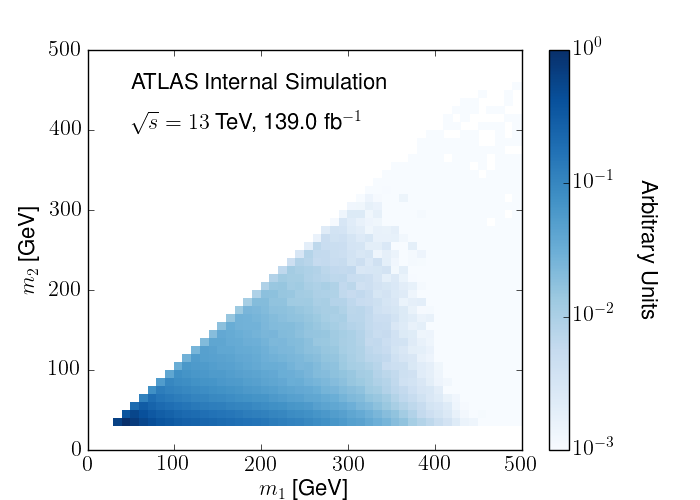 ATLAS Internal Simulation
√s = 13 TeV, 139.0 fb⁻¹
500
400
300
200
100
0
m₂ [GeV]
0 100 200 300 400 500
m₁ [GeV]
10⁰
10⁻¹
10⁻²
10⁻³
Arbitrary Units